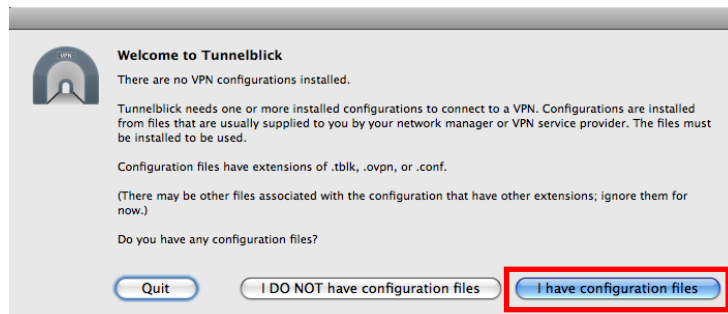 VPN
Welcome to Tunnelblick
There are no VPN configurations installed.
Tunnelblick needs one or more installed configurations to connect to a VPN. Configurations are installed
from files that are usually supplied to you by your network manager or VPN service provider. The files must
be installed to be used.
Configuration files have extensions of .tblk, .ovpn, or .conf.
(There may be other files associated with the configuration that have other extensions; ignore them for
now.)
Do you have any configuration files?
Quit
I DO NOT have configuration files
I have configuration files